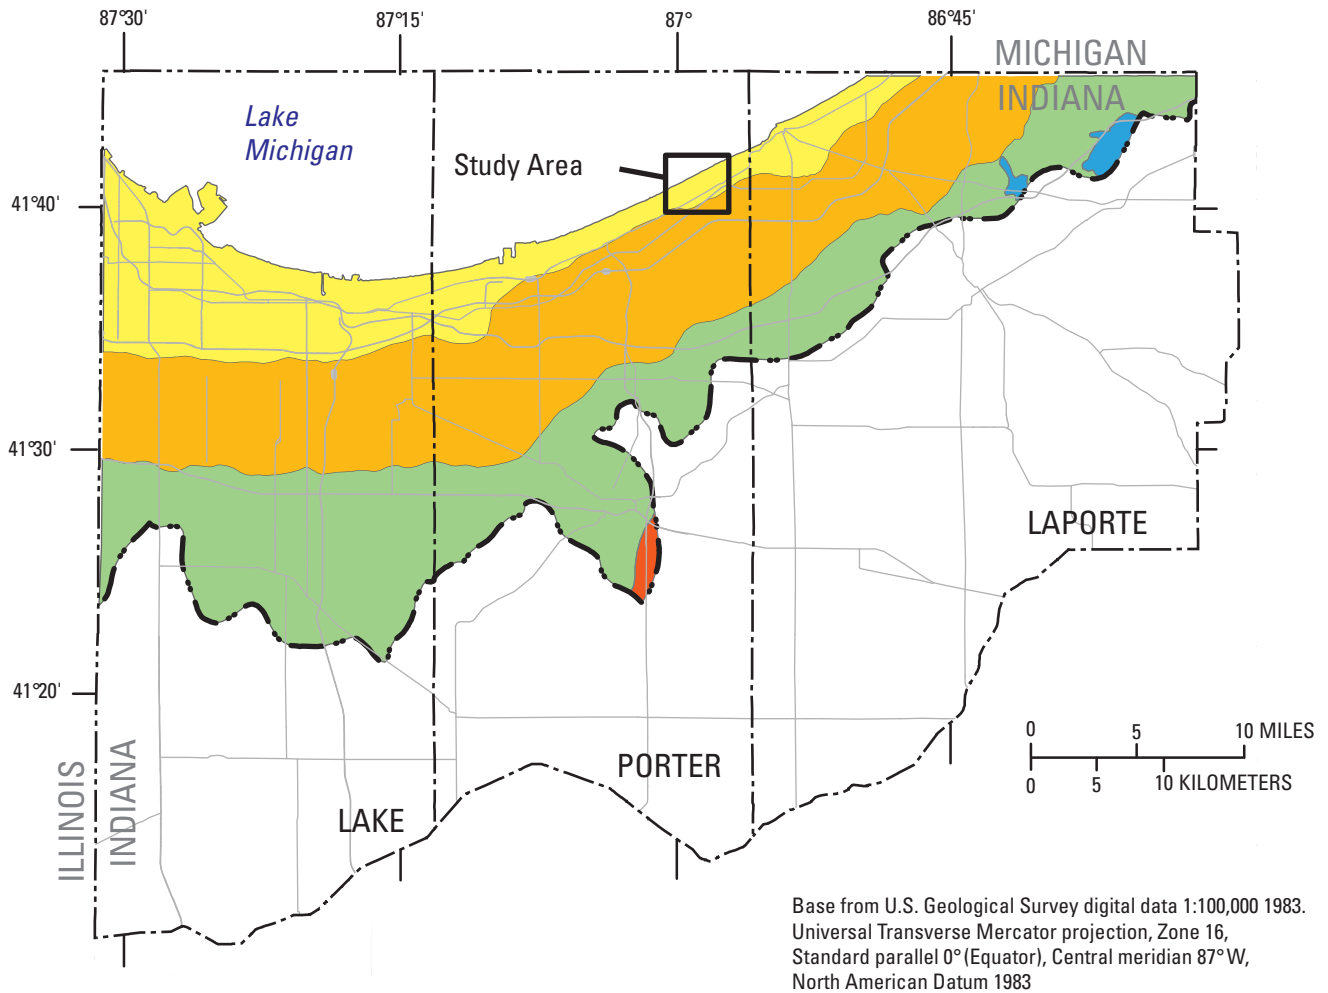 87°30'
87°15'
87°
86°45'
MICHIGAN
INDIANA
Lake
Michigan
Study Area
41°40'
41°30'
LAPORTE
41°20'
0
5
10 MILES
0
5
10 KILOMETERS
PORTER
LAKE
ILLINOIS
INDIANA
Base from U.S. Geological Survey digital data 1:100,000 1983.
Universal Transverse Mercator projection, Zone 16,
Standard parallel 0° (Equator), Central meridian 87° W,
North American Datum 1983